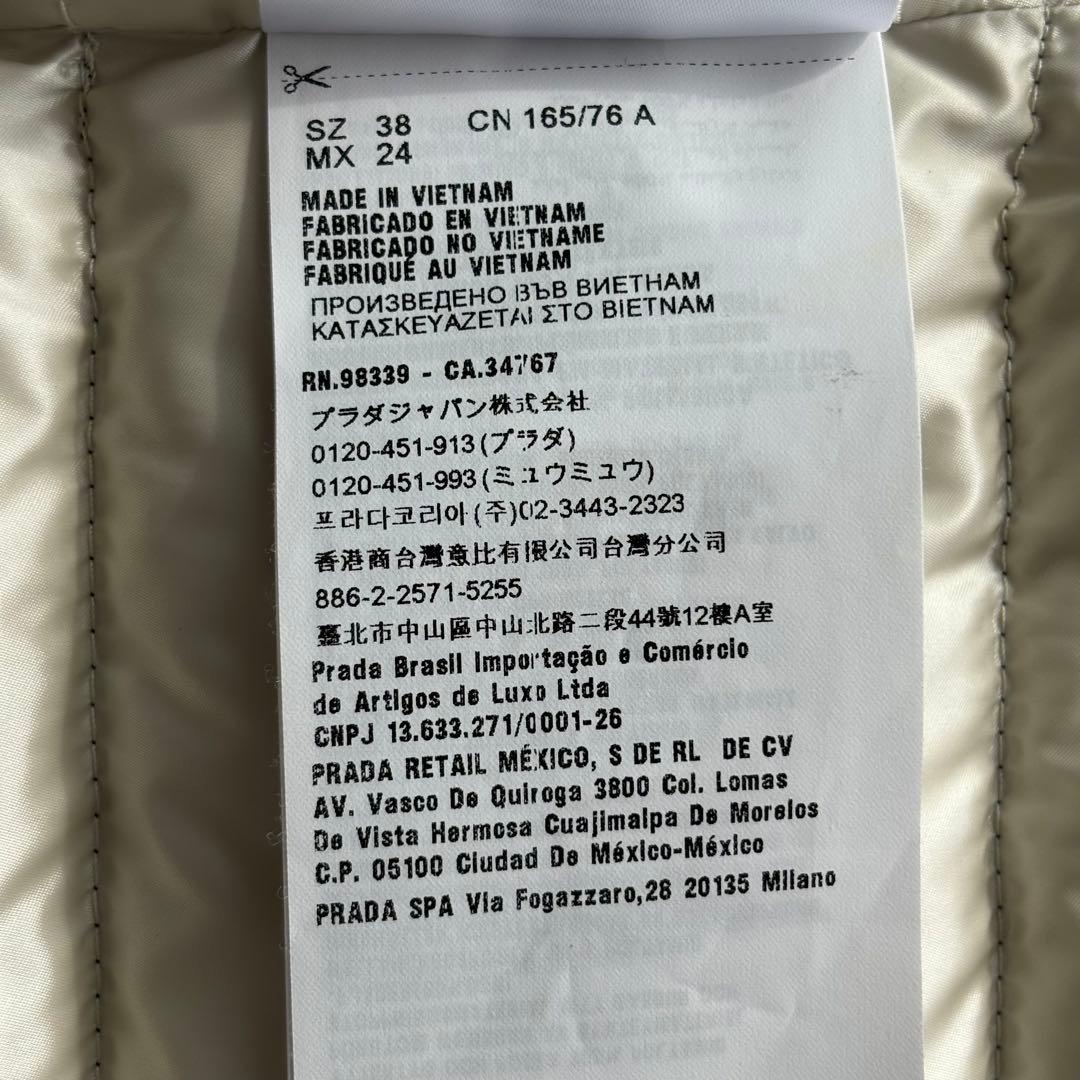 SZ 38 CN 165/76 A
MX 24
MADE IN VIETNAM
FABRICADO EN VIETNAM
FABRICADO NO VIETNAME
FABRIQUÉ AU VIETNAM
ПРОИЗВЕДЕНО ВЪВ ВИЕТНАМ
ΚΑΤΑΣΚΕΥΑΖΕΤΑΙ ΣΤΟ ΒΙΕΤΝΑΜ
RN.98339 - CA.34767
プラダジャパン株式会社
0120-451-913(プラダ)
0120-451-993(ミュウミュウ)
프라다코리아(주)02-3443-2323
香港商台灣意比有限公司台灣分公司
886-2-2571-5255
臺北市中山區中山北路二段44號12樓A室
Prada Brasil Importação e Comércio
de Artigos de Luxo Ltda
CNPJ 13.633.271/0001-26
PRADA RETAIL MÉXICO, S DE RL DE CV
AV. Vasco De Quiroga 3800 Col. Lomas
De Vista Hermosa Cuajimalpa De Morelos
C.P. 05100 Ciudad De México-México
PRADA SPA Via Fogazzaro,28 20135 Milano